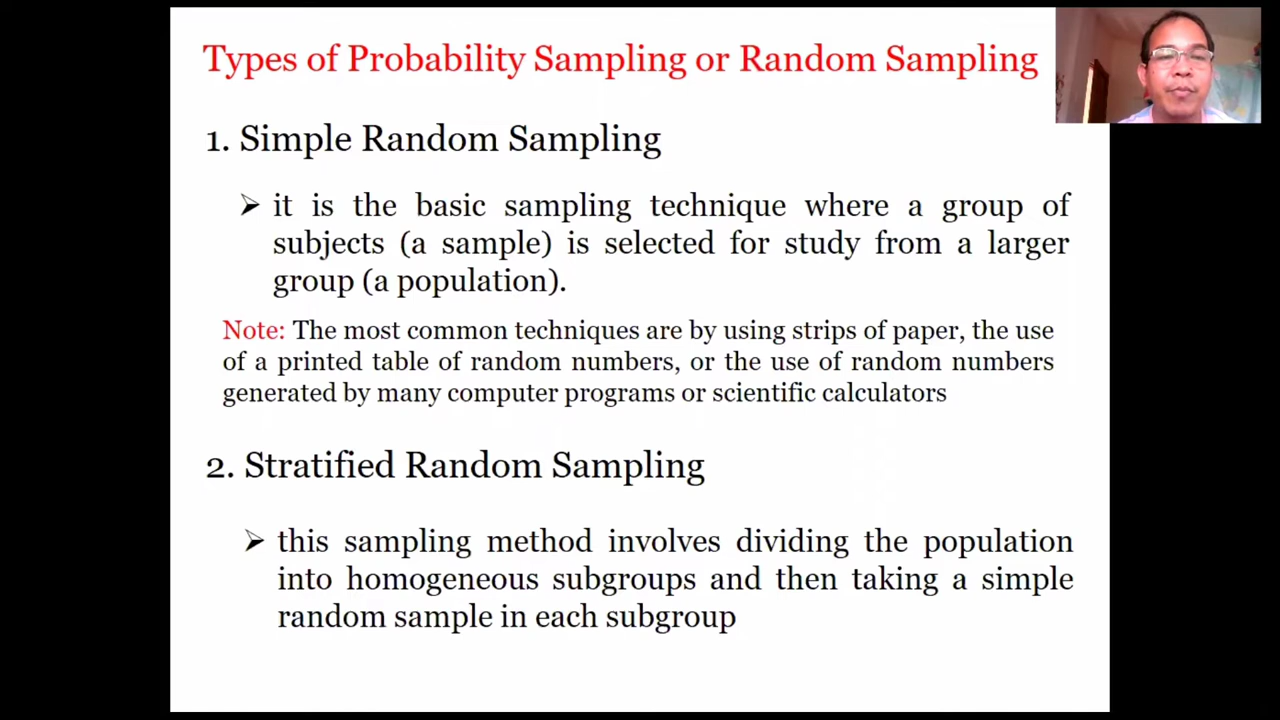 Types of Probability Sampling or Random Sampling
1. Simple Random Sampling
➢ it is the basic sampling technique where a group of
subjects (a sample) is selected for study from a larger
group (a population).
Note: The most common techniques are by using strips of paper, the use
of a printed table of random numbers, or the use of random numbers
generated by many computer programs or scientific calculators
2. Stratified Random Sampling
➢ this sampling method involves dividing the population
into homogeneous subgroups and then taking a simple
random sample in each subgroup